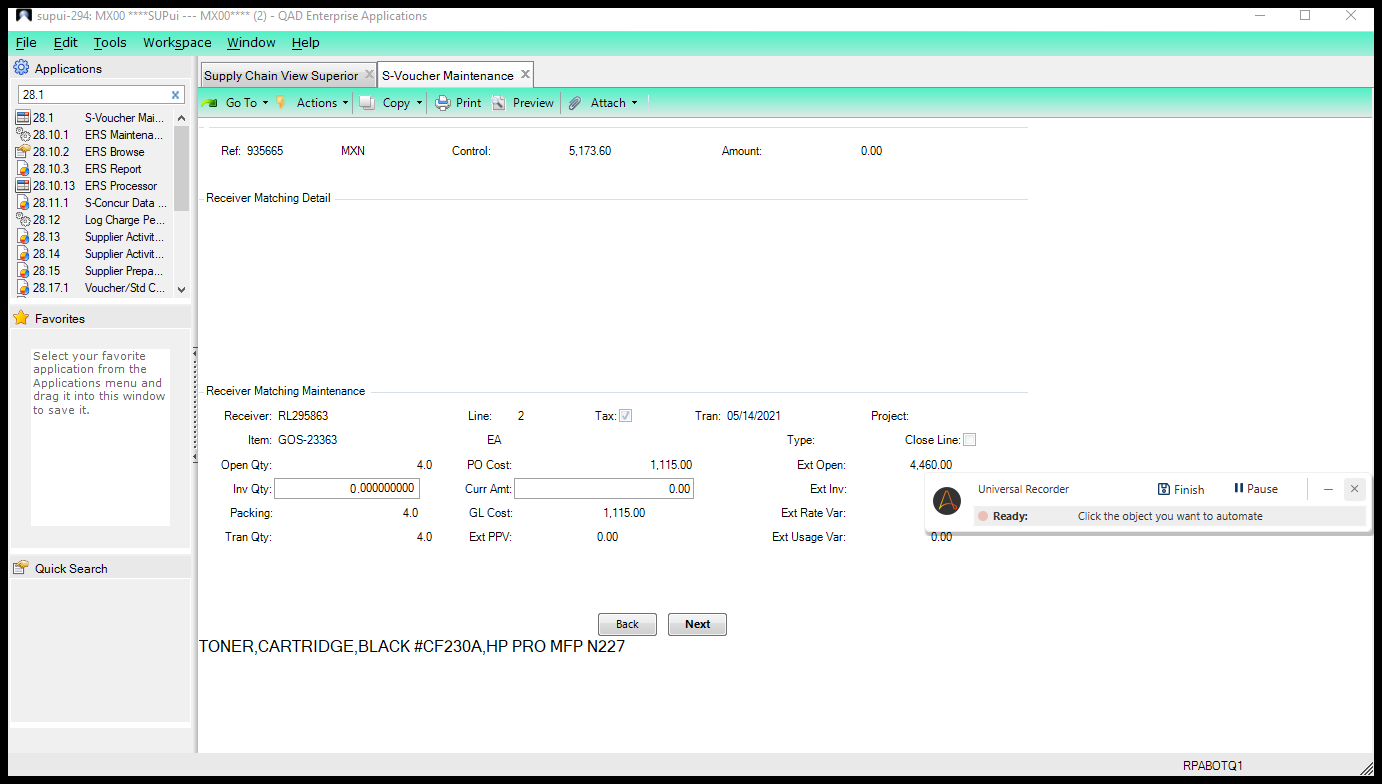 supui-294: MX00 ****SUPui --- MX00**** (2) - QAD Enterprise Applications
File Edit Tools Workspace Window Help
Applications
28.1
28.1 S-Voucher Mai...
28.10.1 ERS Maintena...
28.10.2 ERS Browse
28.10.3 ERS Report
28.10.13 ERS Processor
28.11.1 S-Concur Data ...
28.12 Log Charge Pe...
28.13 Supplier Activit...
28.14 Supplier Activit...
28.15 Supplier Prepa...
28.17.1 Voucher/Std C...
Favorites
Select your favorite
application from the
Applications menu and
drag it into this window
to save it.
Quick Search
Supply Chain View Superior S-Voucher Maintenance
Go To Actions Copy Print Preview Attach
Ref: 935665 MXN Control: 5,173.60 Amount: 0.00
Receiver Matching Detail
Receiver Matching Maintenance
Receiver: RL295863 Line: 2 Tax: Tran: 05/14/2021 Project:
Item: GOS-23363 EA Type: Close Line:
Open Qty: 4.0 PO Cost: 1,115.00 Ext Open: 4,460.00
Inv Qty: 0.000000000 Curr Amt: 0.00 Ext Inv:
Packing: 4.0 GL Cost: 1,115.00 Ext Rate Var:
Tran Qty: 4.0 Ext PPV: 0.00 Ext Usage Var: 0.00
Universal Recorder Finish Pause
Ready: Click the object you want to automate
Back Next
TONER,CARTRIDGE,BLACK #CF230A,HP PRO MFP N227
RPABOTQ1